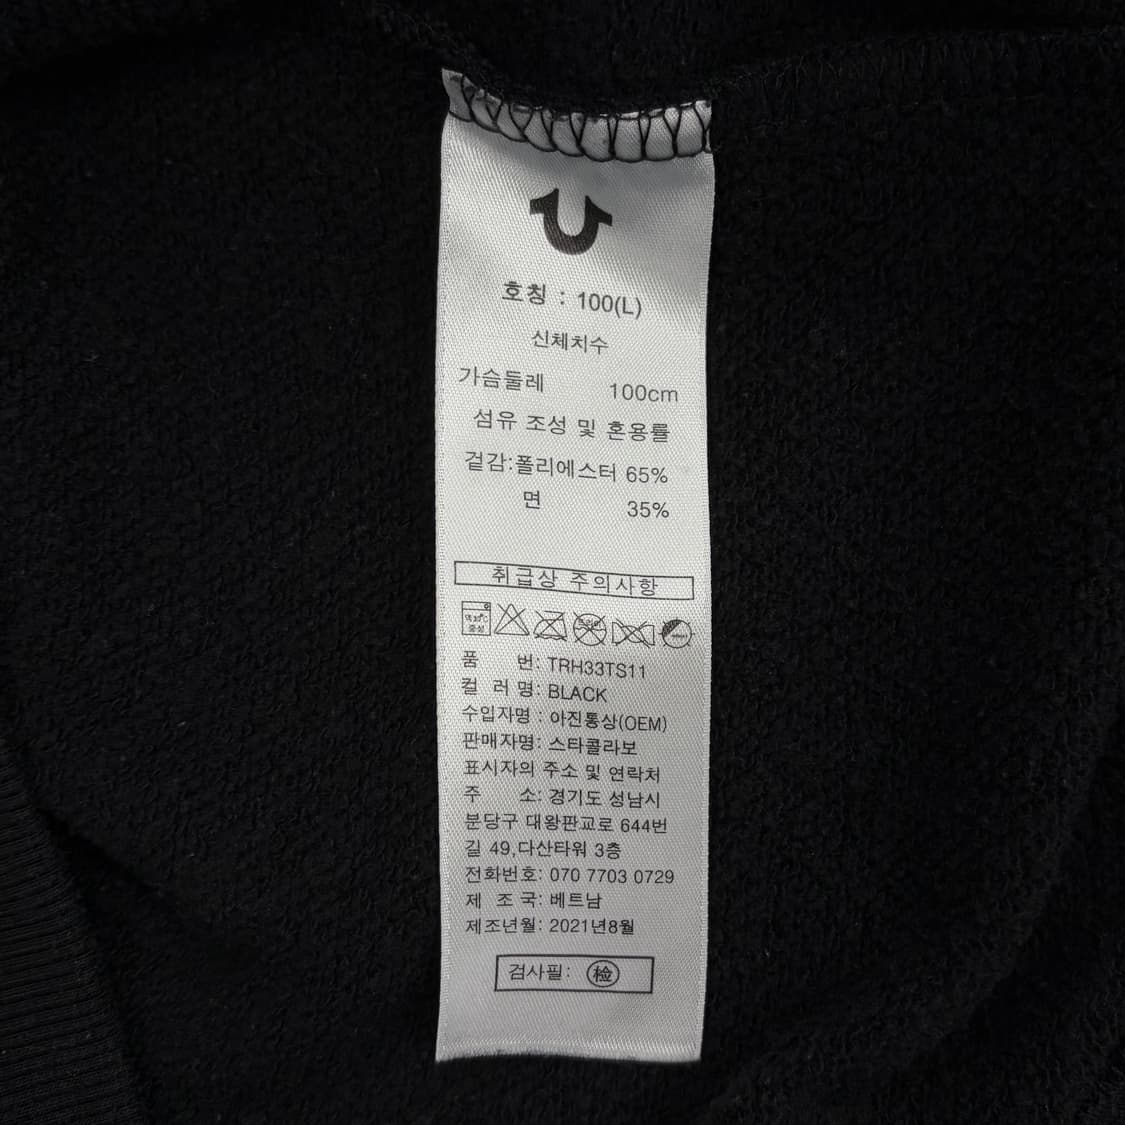 호칭 : 100(L)
신체치수
가슴둘레 100cm
섬유 조성 및 혼용률
겉감:폴리에스터 65%
면 35%
취급상 주의사항
중성
품 번: TRH33TS11
컬 러 명: BLACK
수입자명 : 아진통상(OEM)
판매자명: 스타콜라보
표시자의 주소 및 연락처
주 소: 경기도 성남시
분당구 대왕판교로 644번
길 49,다산타워 3층
전화번호: 070 7703 0729
제 조 국: 베트남
제조년월: 2021년8월
검사필: 檢